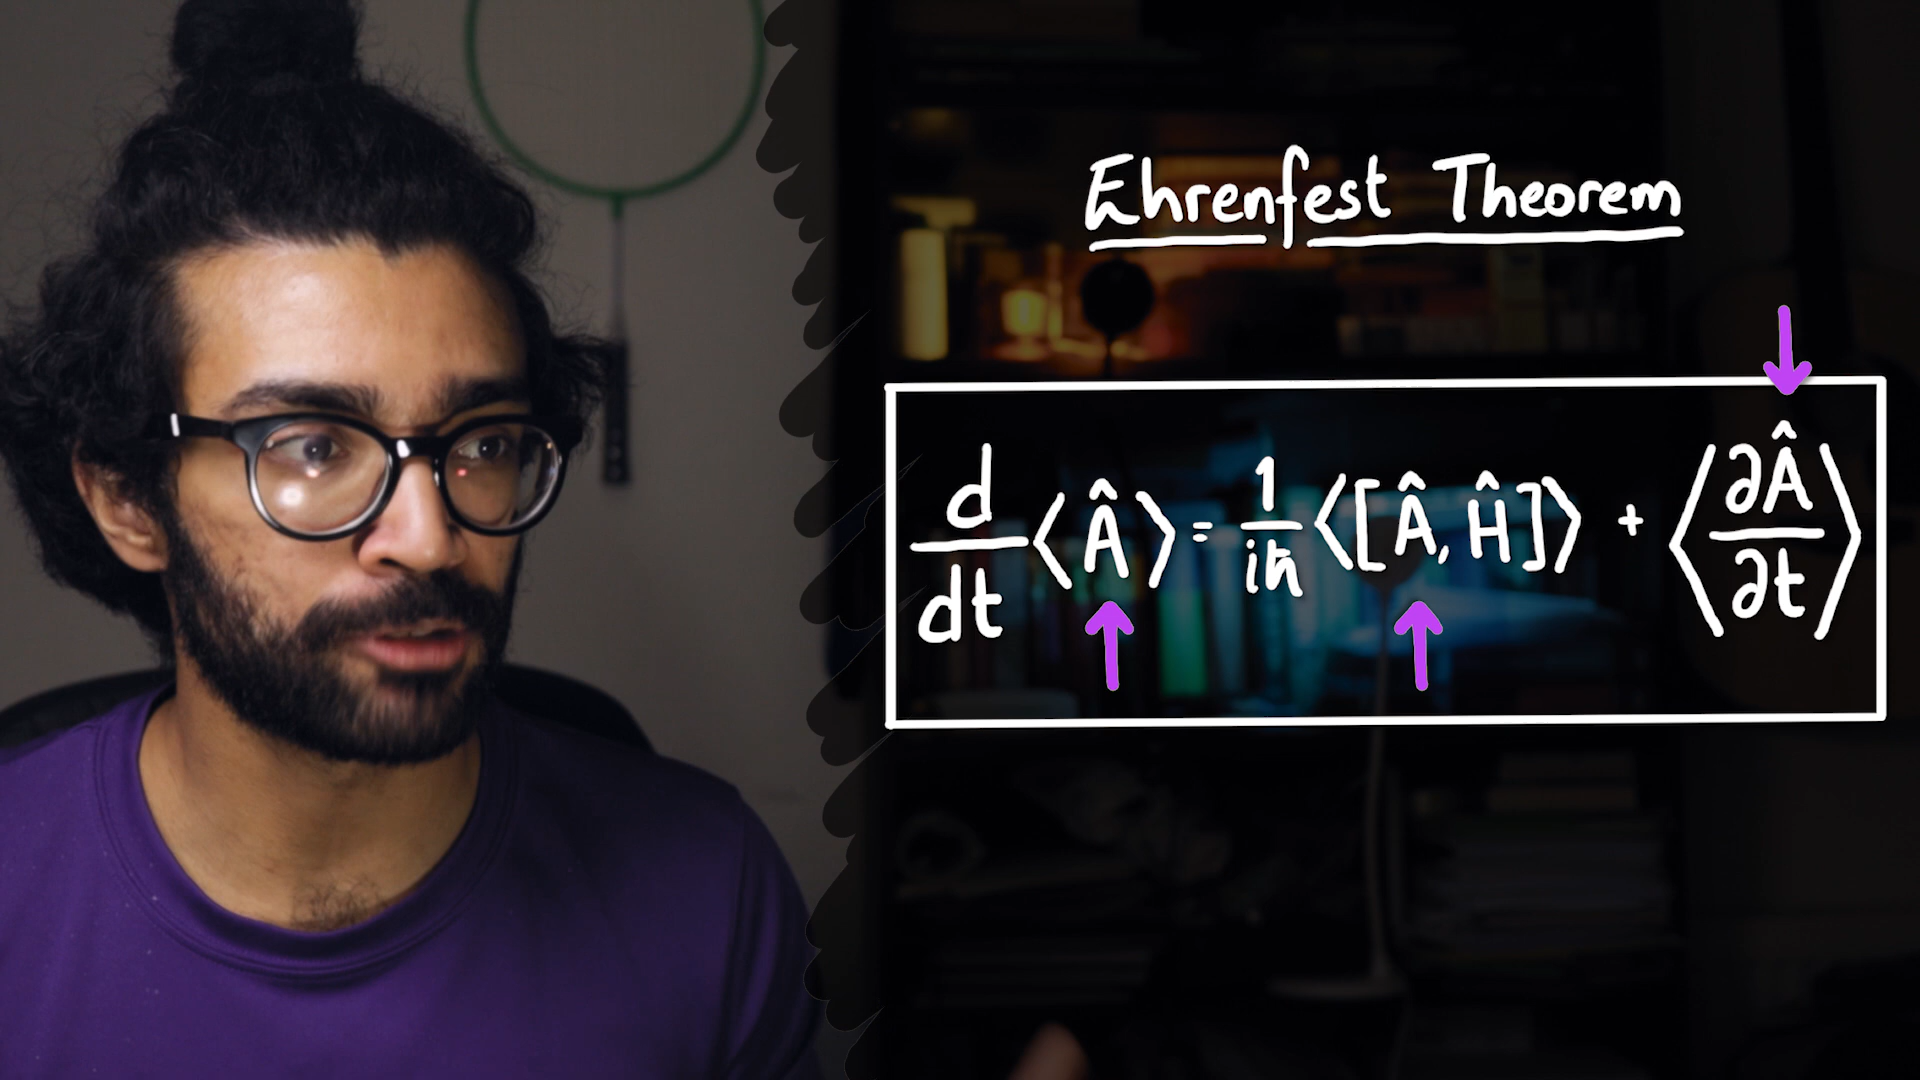 Ehrenfest Theorem
d/dt ⟨Â⟩ = 1/iħ ⟨[Â, Ĥ]⟩ + ⟨∂Â/∂t⟩